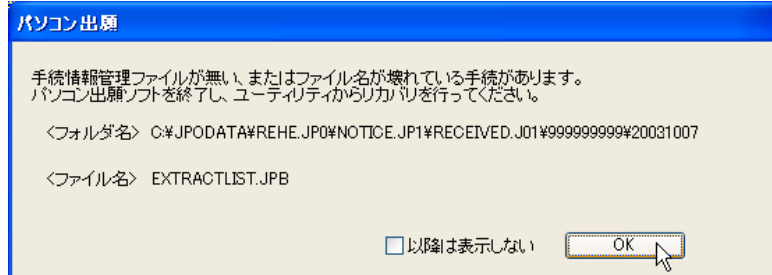 パソコン出願
手続情報管理ファイルが無い、またはファイル名が壊れている手続があります。
パソコン出願ソフトを終了し、ユーティリティからリカバリを行ってください。
<フォルダ名> C:¥JPODATA¥REHE.JP0¥NOTICE.JP1¥RECEIVED.J01¥999999999¥20031007
<ファイル名> EXTRACTLIST.JPB
以降は表示しない
OK